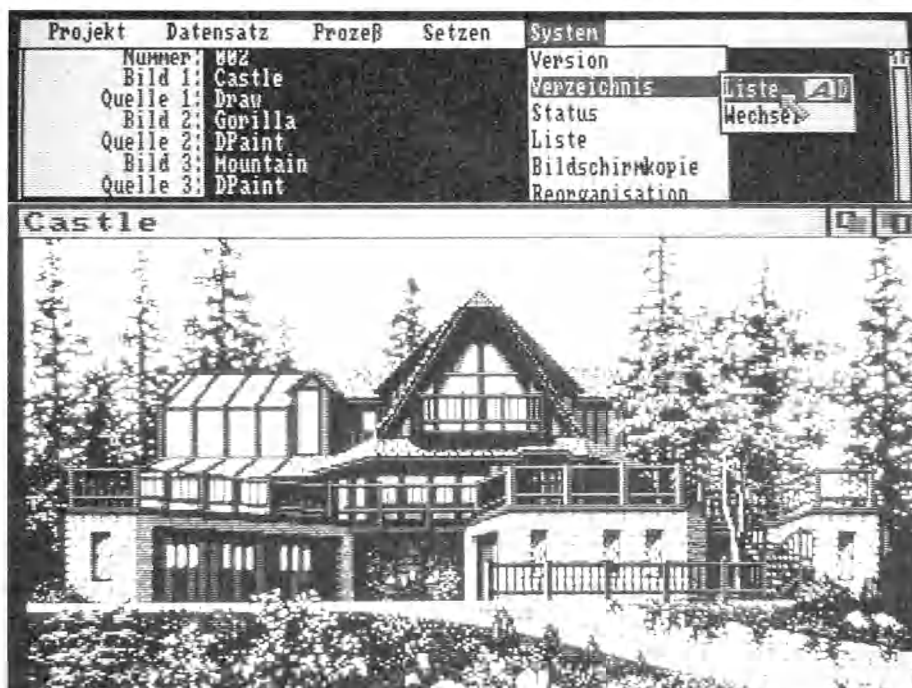 Projekt Datensatz Prozeß Setzen System
Nummer: 002
Bild 1: Castle
Quelle 1: Draw
Bild 2: Gorilla
Quelle 2: DPaint
Bild 3: Mountain
Quelle 3: DPaint
Version
Verzeichnis
Status
Liste
Bildschirmkopie
Reorganisation
Liste A D
Wechsel
Castle